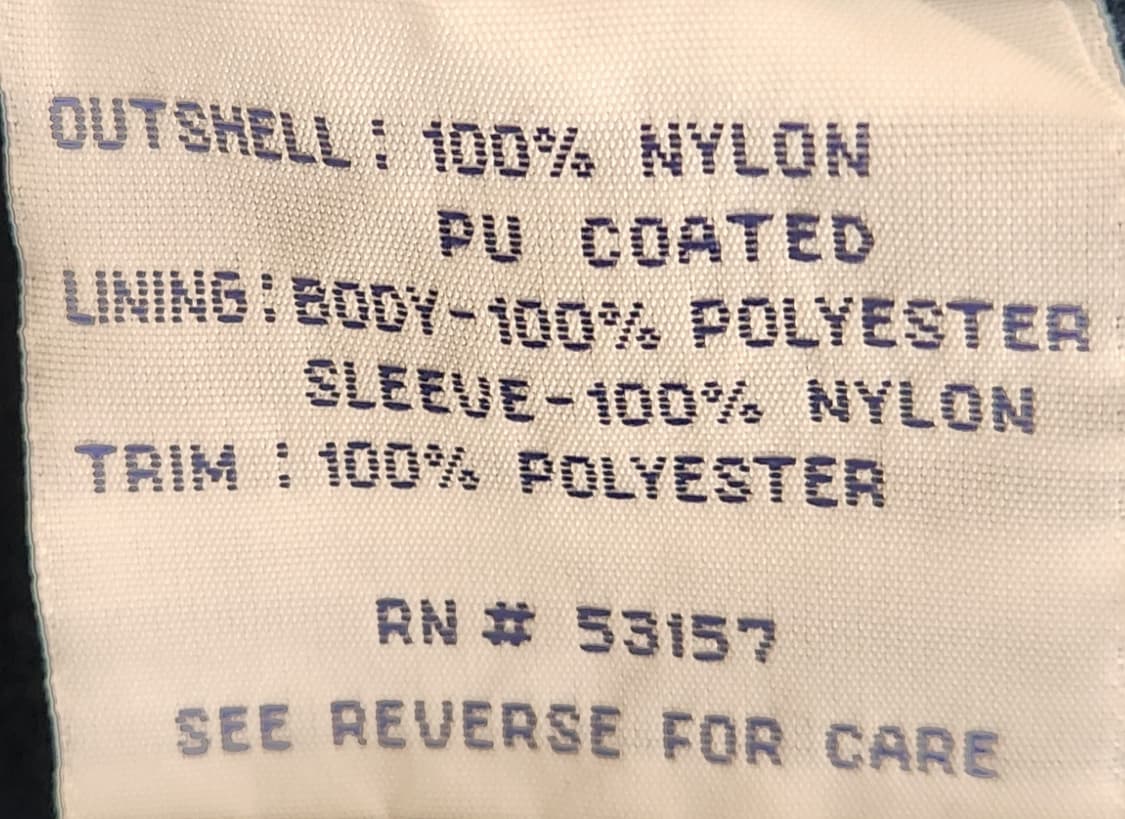 OUTSHELL: 100% NYLON
PU COATED
LINING: BODY-100% POLYESTER
SLEEVE-100% NYLON
TRIM : 100% POLYESTER
RN # 53157
SEE REVERSE FOR CARE